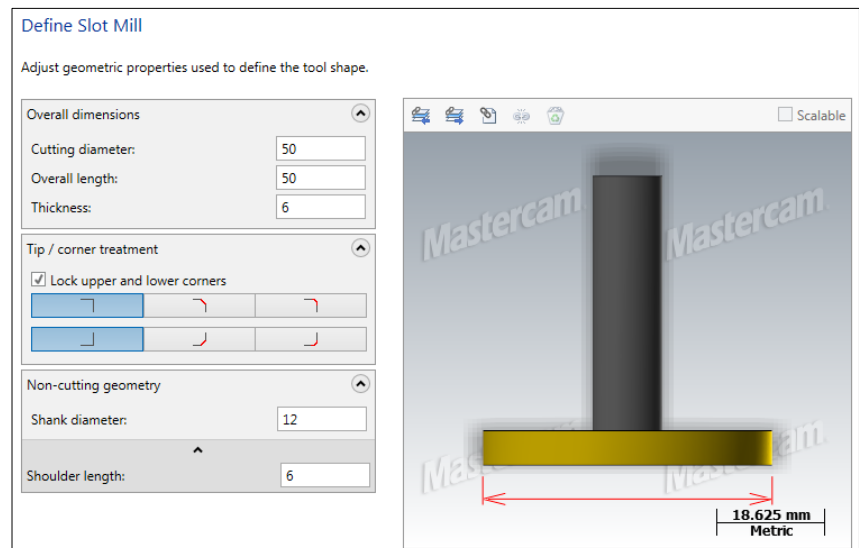 Define Slot Mill
Adjust geometric properties used to define the tool shape.
Overall dimensions
Cutting diameter: 50
Overall length: 50
Thickness: 6
Tip / corner treatment
Lock upper and lower corners
Non-cutting geometry
Shank diameter: 12
Shoulder length: 6
Scalable
Mastercam
Mastercam
Mastercam
Mastercam
18.625 mm
Metric